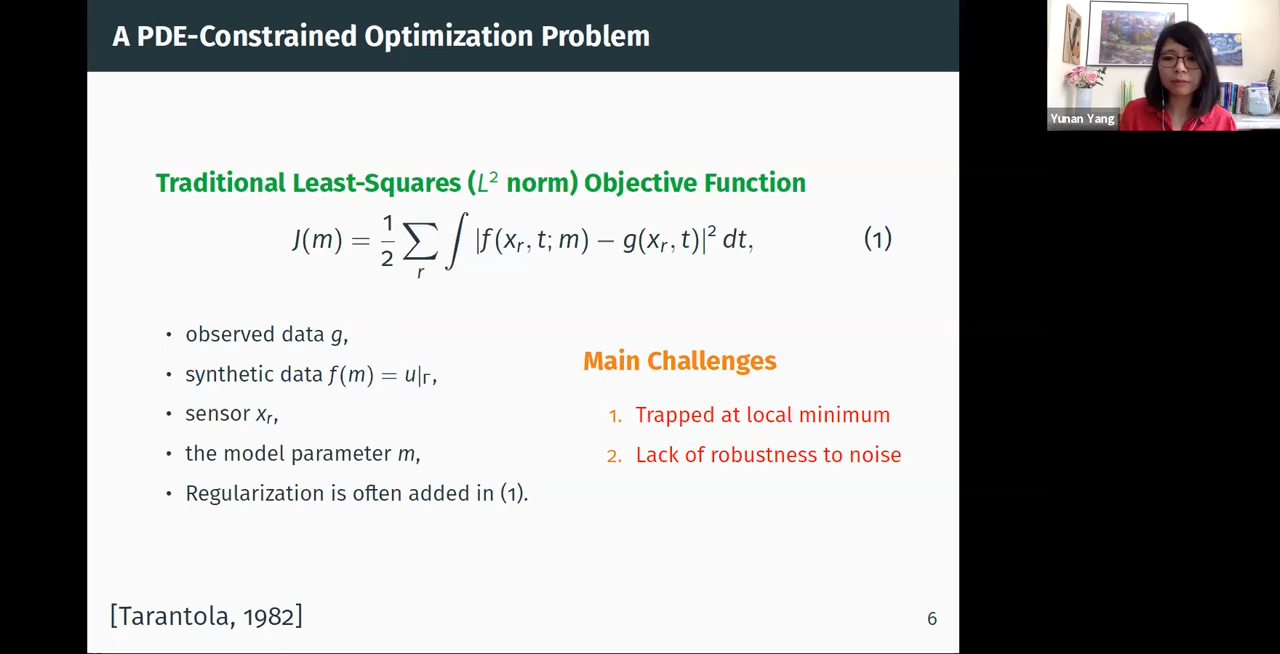 A PDE-Constrained Optimization Problem
Yunan Yang
Traditional Least-Squares (L² norm) Objective Function
J(m) = 1/2 ∑_r ∫ |f(x_r, t; m) − g(x_r, t)|² dt, (1)
• observed data g,
• synthetic data f(m) = u|_Γ,
• sensor x_r,
• the model parameter m,
• Regularization is often added in (1).
Main Challenges
1. Trapped at local minimum
2. Lack of robustness to noise
[Tarantola, 1982]
6